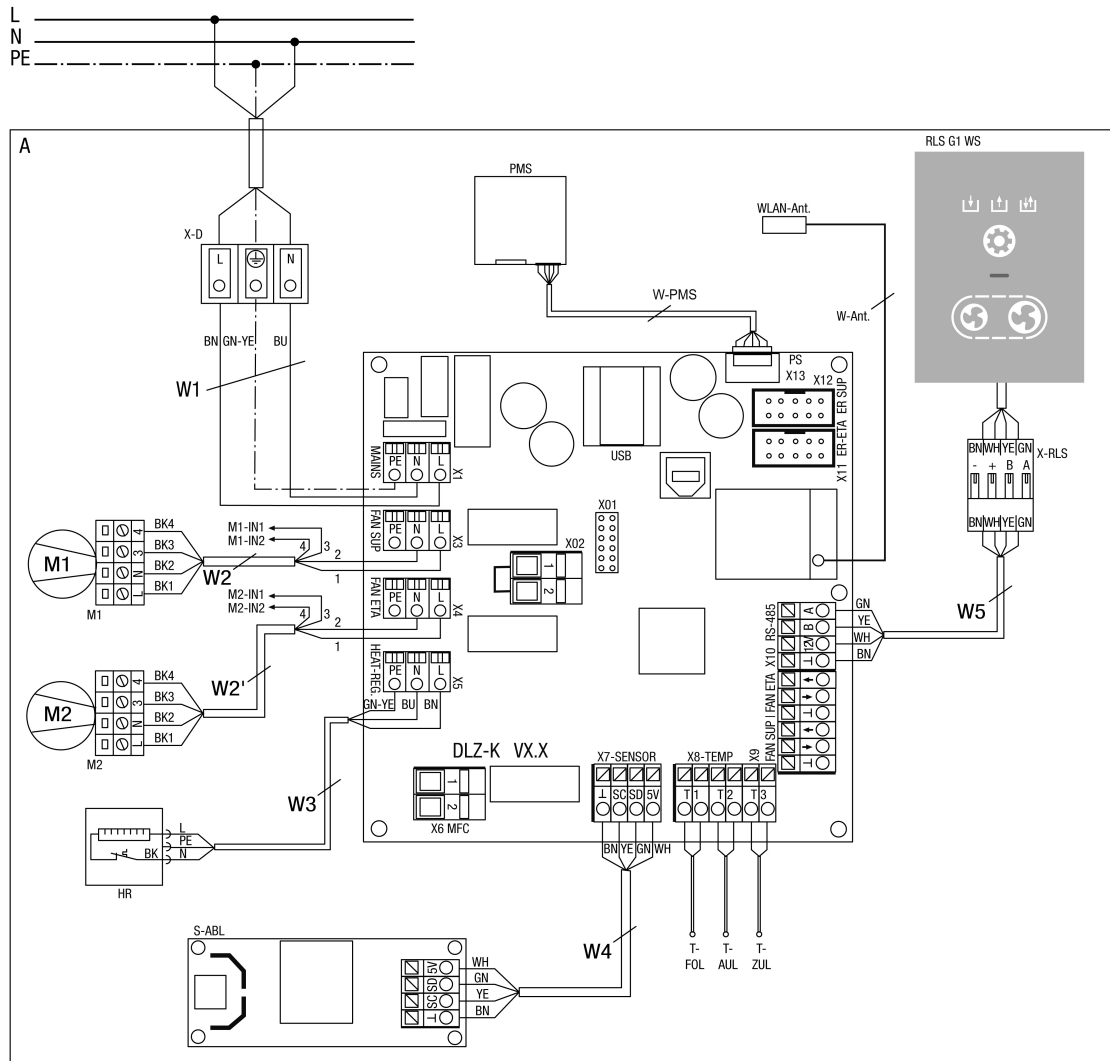 L
N
PE
A
RLS G1 WS
PMS
WLAN-Ant.
X-D
L
N
W-PMS
W-Ant.
BN GN-YE BU
W1
PS
X13
X12
ER SUP
X11
ER-ETA
USB
MAINS
PE N L
X1
BN WH YE GN
- + B A
X-RLS
BN WH YE GN
X01
X02
1
2
FAN SUP
PE N L
X3
M1-IN1
M1-IN2
4 3
2
1
M1
4
3
N
L
BK4
BK3
BK2
BK1
W2
M1
FAN ETA
PE N L
X4
M2-IN1
M2-IN2
4 3
2
1
W5
RS-485
X10
A
B
12V
⊥
GN
YE
WH
BN
W2'
HEAT-REG.
PE N L
X5
GN-YE BU BN
M2
4
3
N
L
BK4
BK3
BK2
BK1
M2
FAN SUP | FAN ETA
←
→
⊥
←
→
⊥
DLZ-K VX.X
1
2
X6 MFC
X7-SENSOR
⊥ SC SD 5V
X8-TEMP
X9
T 1 T 2 T 3
W3
L
PE
BK N
HR
BN YE GN WH
W4
T-FOL
T-AUL
T-ZUL
S-ABL
5V
SD
SC
⊥
WH
GN
YE
BN